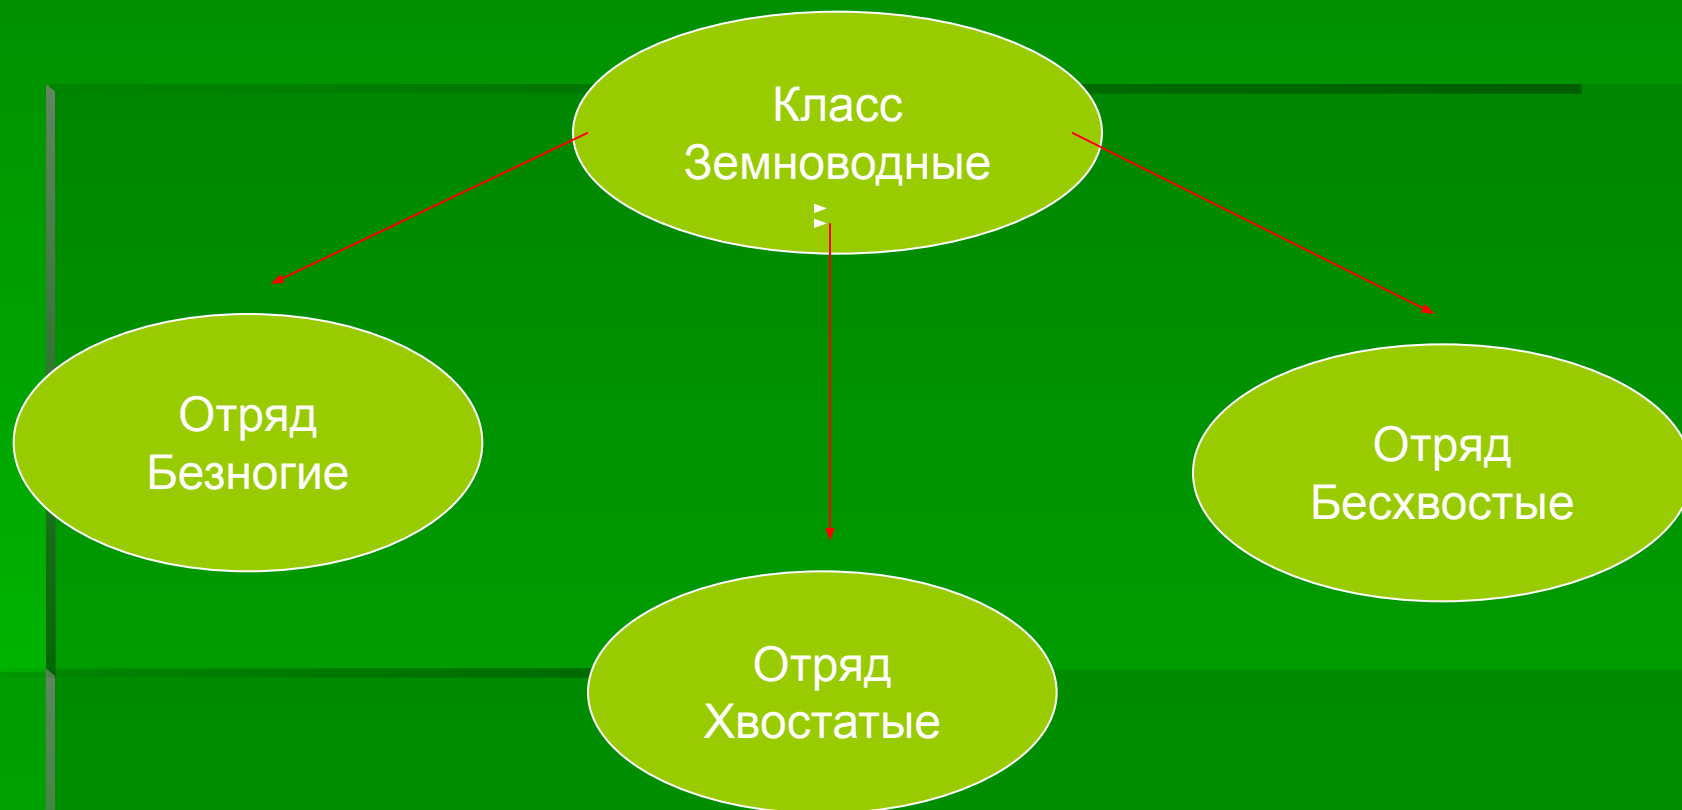 Класс
Земноводные
Отряд
Безногие
Отряд
Бесхвостые
Отряд
Хвостатые